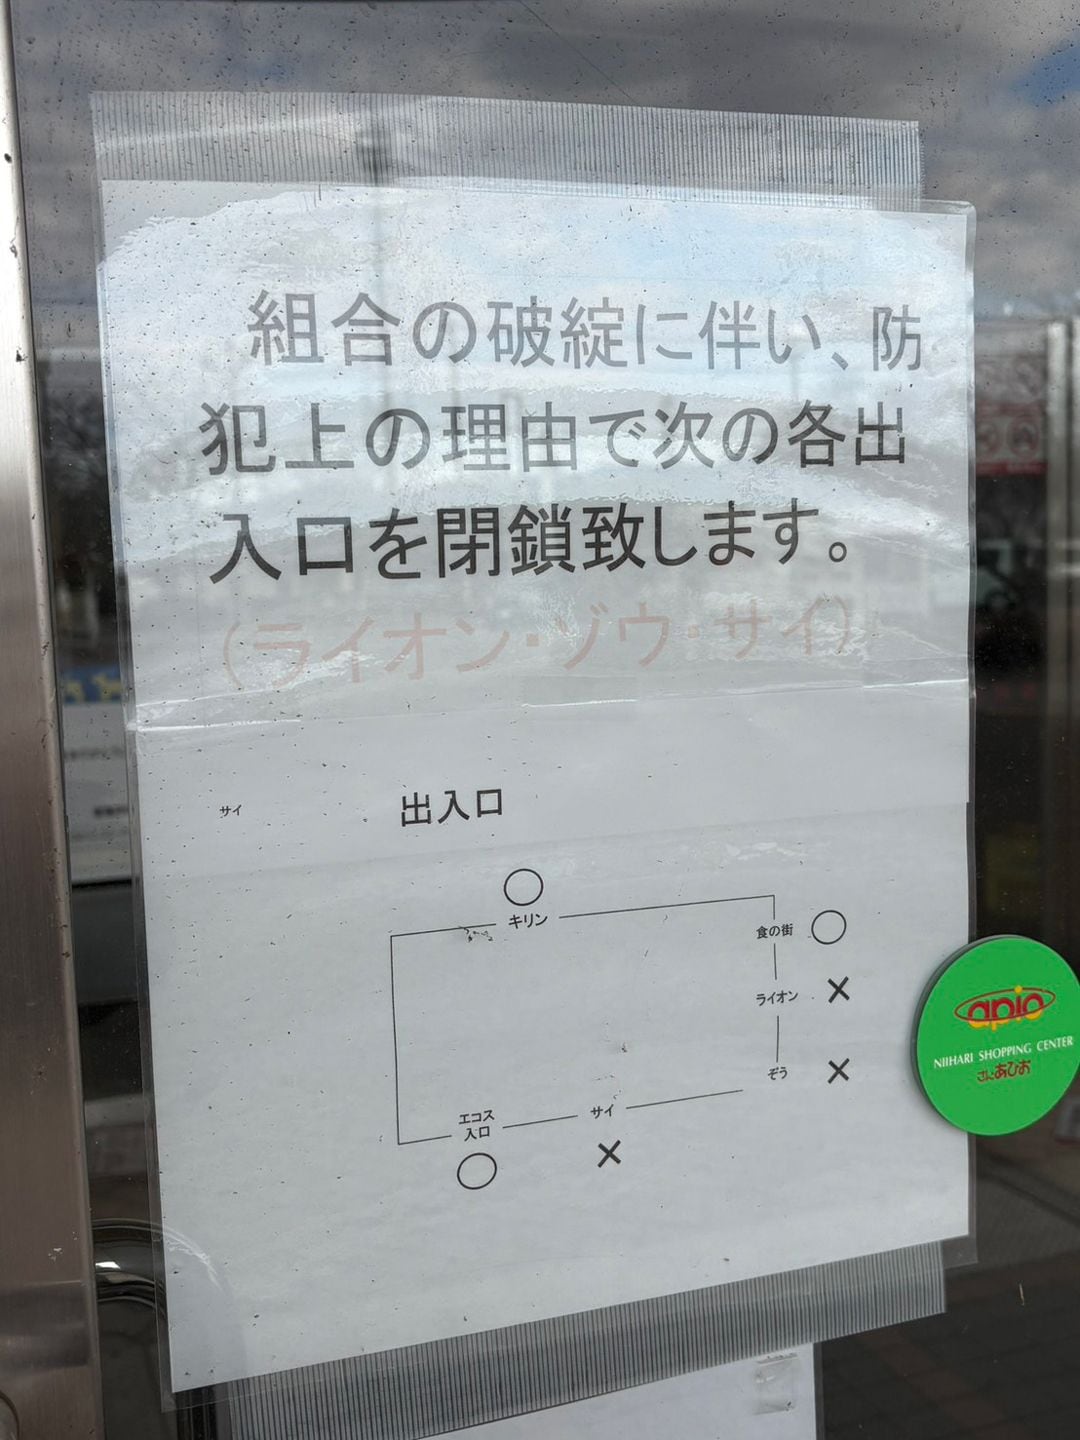 組合の破綻に伴い、防
犯上の理由で次の各出
入口を閉鎖致します。
（ライオン・ゾウ・サイ）
サイ
出入口
○
キリン
食の街 ○
ライオン ×
ぞう ×
エコス
入口
サイ
○
×
apio
NIIHARI SHOPPING CENTER
さんあぴお